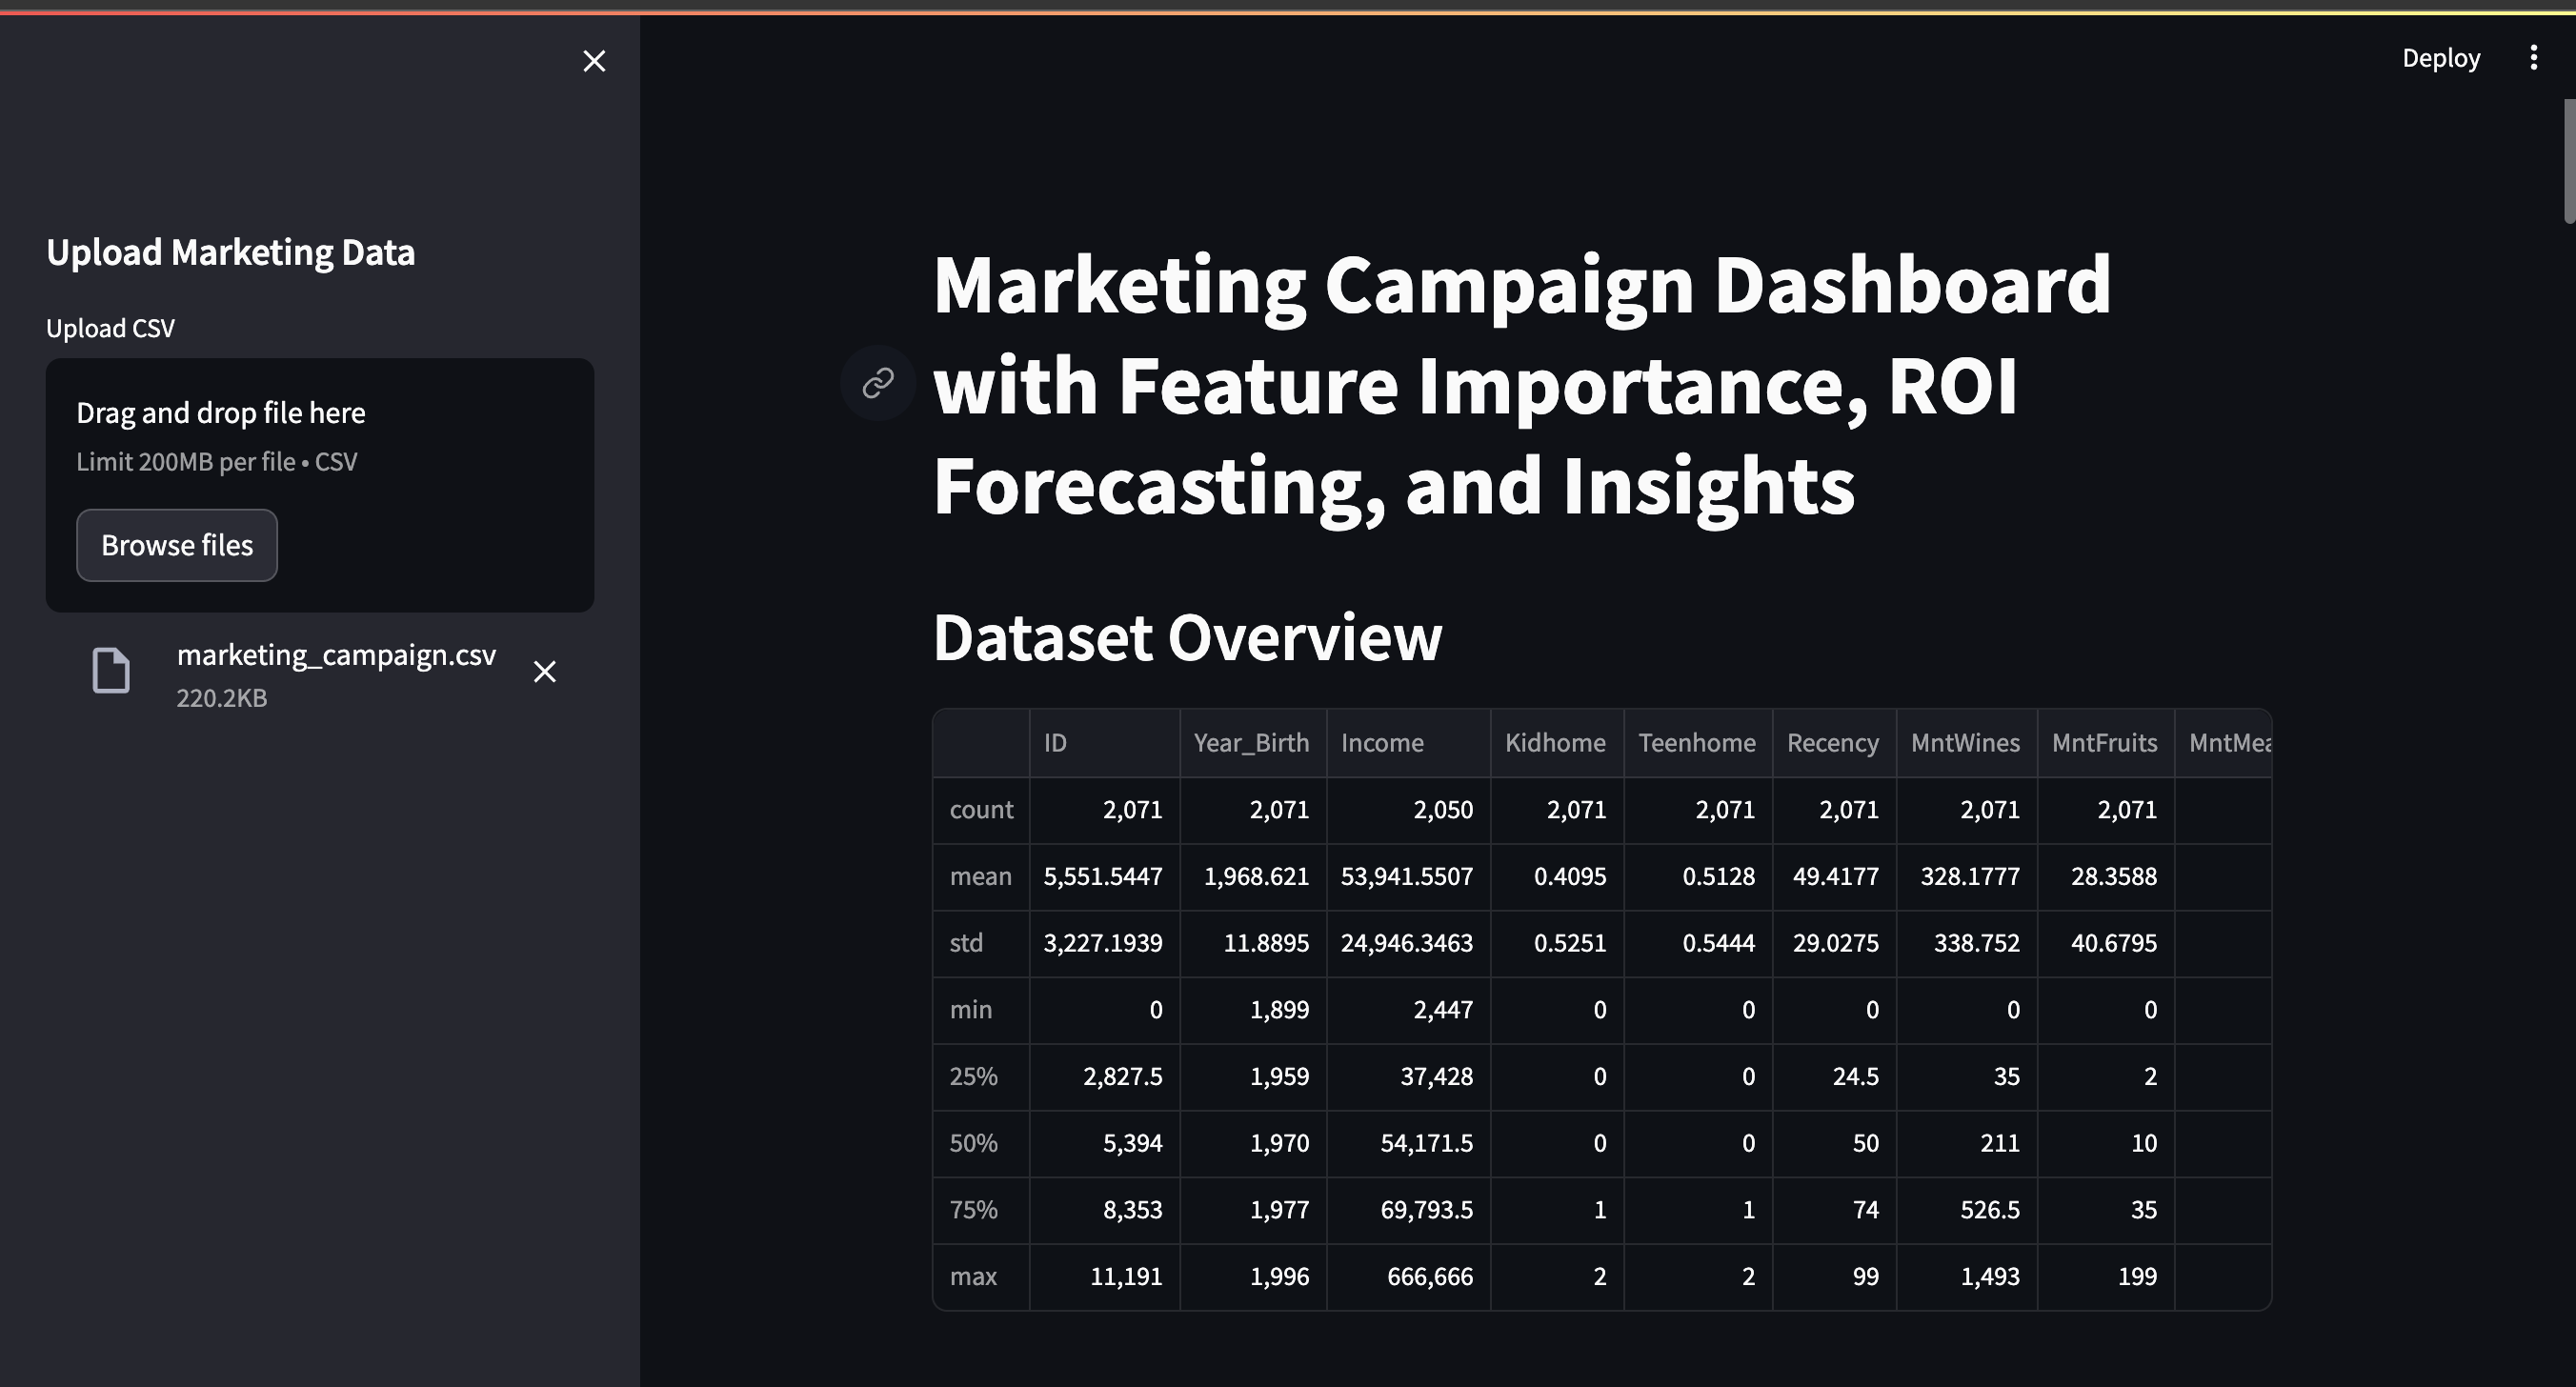 Deploy
Upload Marketing Data
Upload CSV
Drag and drop file here
Limit 200MB per file • CSV
Browse files
marketing_campaign.csv
220.2KB
Marketing Campaign Dashboard
with Feature Importance, ROI
Forecasting, and Insights
Dataset Overview
ID Year_Birth Income Kidhome Teenhome Recency MntWines MntFruits MntMea
count 2,071 2,071 2,050 2,071 2,071 2,071 2,071 2,071
mean 5,551.5447 1,968.621 53,941.5507 0.4095 0.5128 49.4177 328.1777 28.3588
std 3,227.1939 11.8895 24,946.3463 0.5251 0.5444 29.0275 338.752 40.6795
min 0 1,899 2,447 0 0 0 0 0
25% 2,827.5 1,959 37,428 0 0 24.5 35 2
50% 5,394 1,970 54,171.5 0 0 50 211 10
75% 8,353 1,977 69,793.5 1 1 74 526.5 35
max 11,191 1,996 666,666 2 2 99 1,493 199